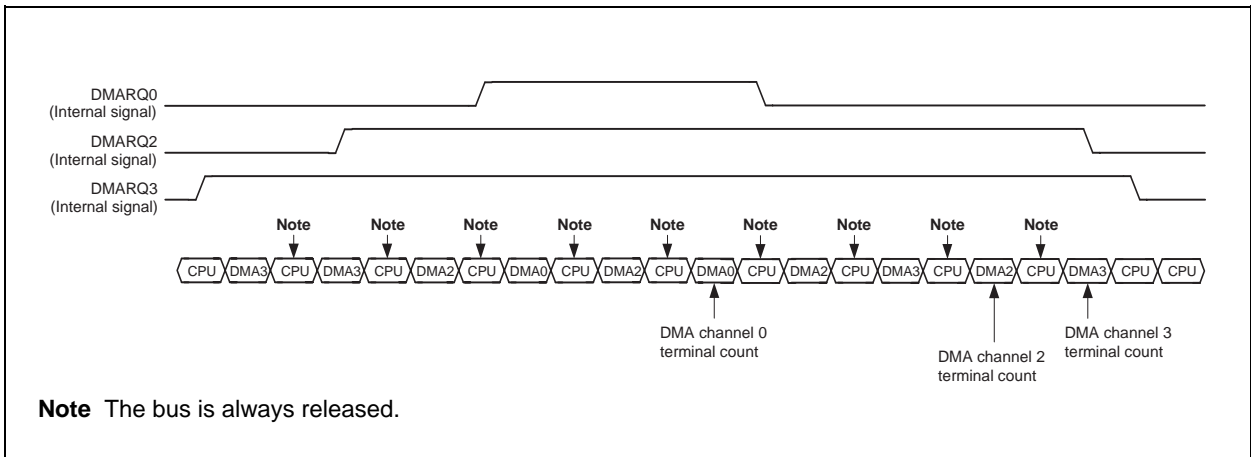 DMARQ0
(Internal signal)
DMARQ2
(Internal signal)
DMARQ3
(Internal signal)
Note Note Note Note Note Note Note Note Note
CPU DMA3 CPU DMA3 CPU DMA2 CPU DMA0 CPU DMA2 CPU DMA0 CPU DMA2 CPU DMA3 CPU DMA2 CPU DMA3 CPU CPU
DMA channel 0
terminal count
DMA channel 2
terminal count
DMA channel 3
terminal count
Note The bus is always released.